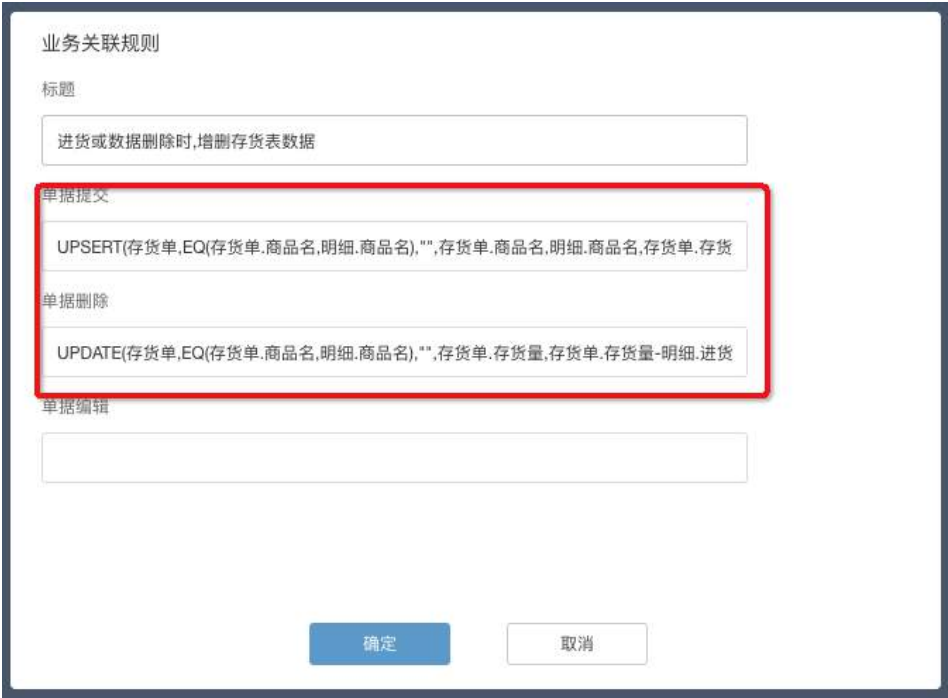 业务关联规则
标题
进货或数据删除时,增删存货表数据
单据提交
UPSERT(存货单,EQ(存货单.商品名,明细.商品名),"",存货单.商品名,明细.商品名,存货单.存货
单据删除
UPDATE(存货单,EQ(存货单.商品名,明细.商品名),"",存货单.存货量,存货单.存货量-明细.进货
单据编辑
确定
取消